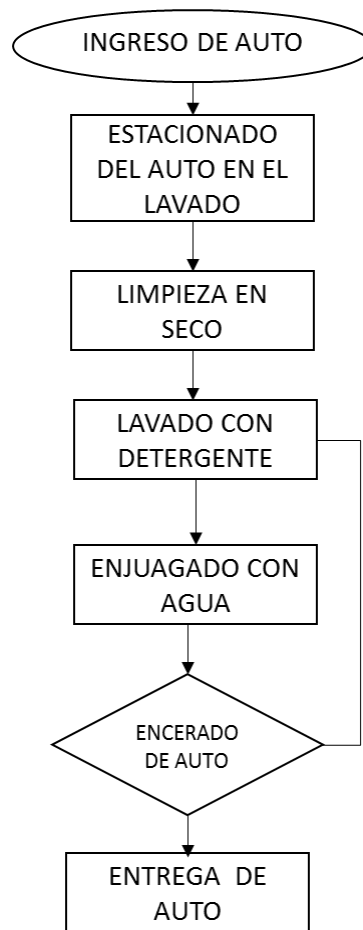 INGRESO DE AUTO
ESTACIONADO
DEL AUTO EN EL
LAVADO
LIMPIEZA EN
SECO
LAVADO CON
DETERGENTE
ENJUAGADO CON
AGUA
ENCERADO
DE AUTO
ENTREGA DE
AUTO